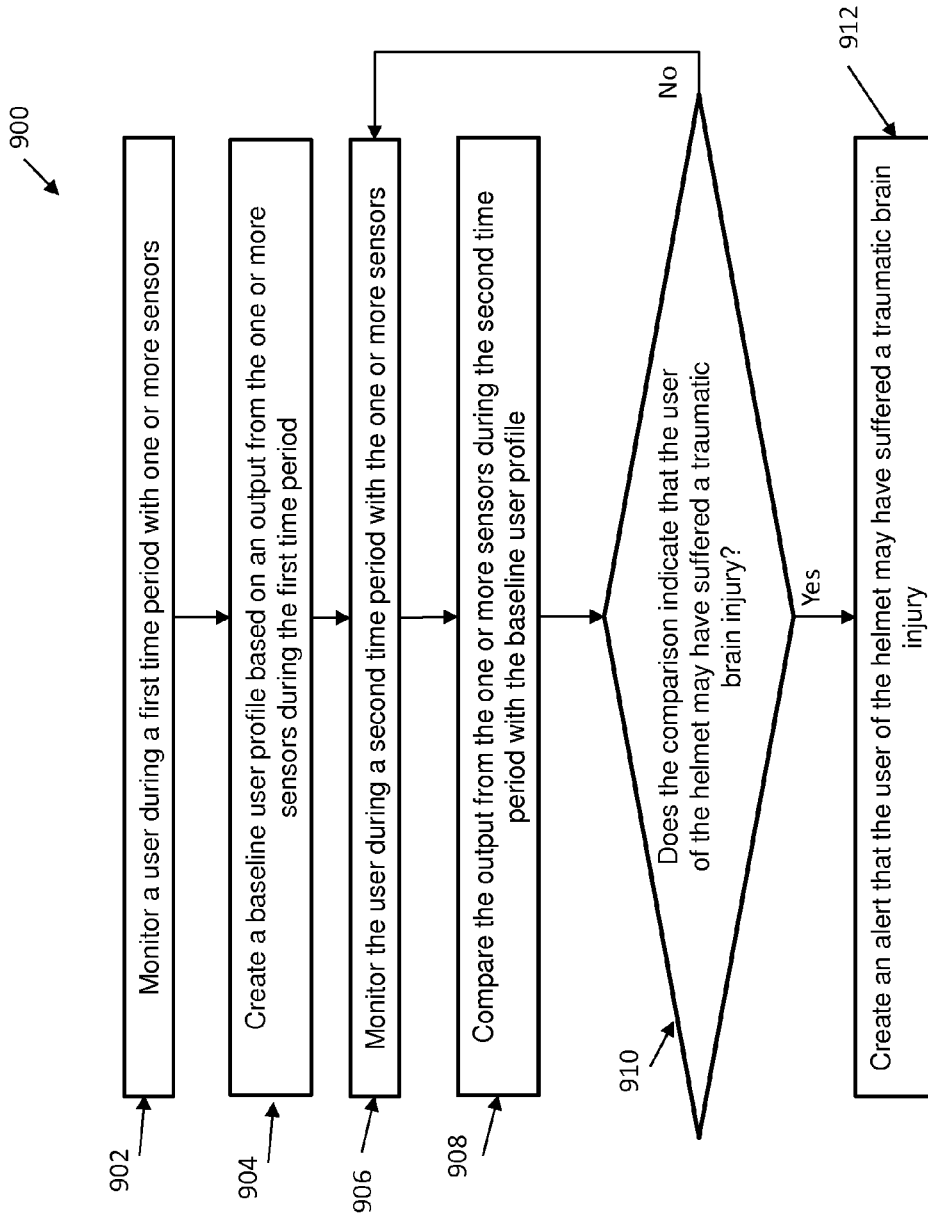 900
902
Monitor a user during a first time period with one or more sensors
904
Create a baseline user profile based on an output from the one or more
sensors during the first time period
906
Monitor the user during a second time period with the one or more sensors
908
Compare the output from the one or more sensors during the second time
period with the baseline user profile
910
Does the comparison indicate that the user
of the helmet may have suffered a traumatic
brain injury?
No
Yes
912
Create an alert that the user of the helmet may have suffered a traumatic brain
injury